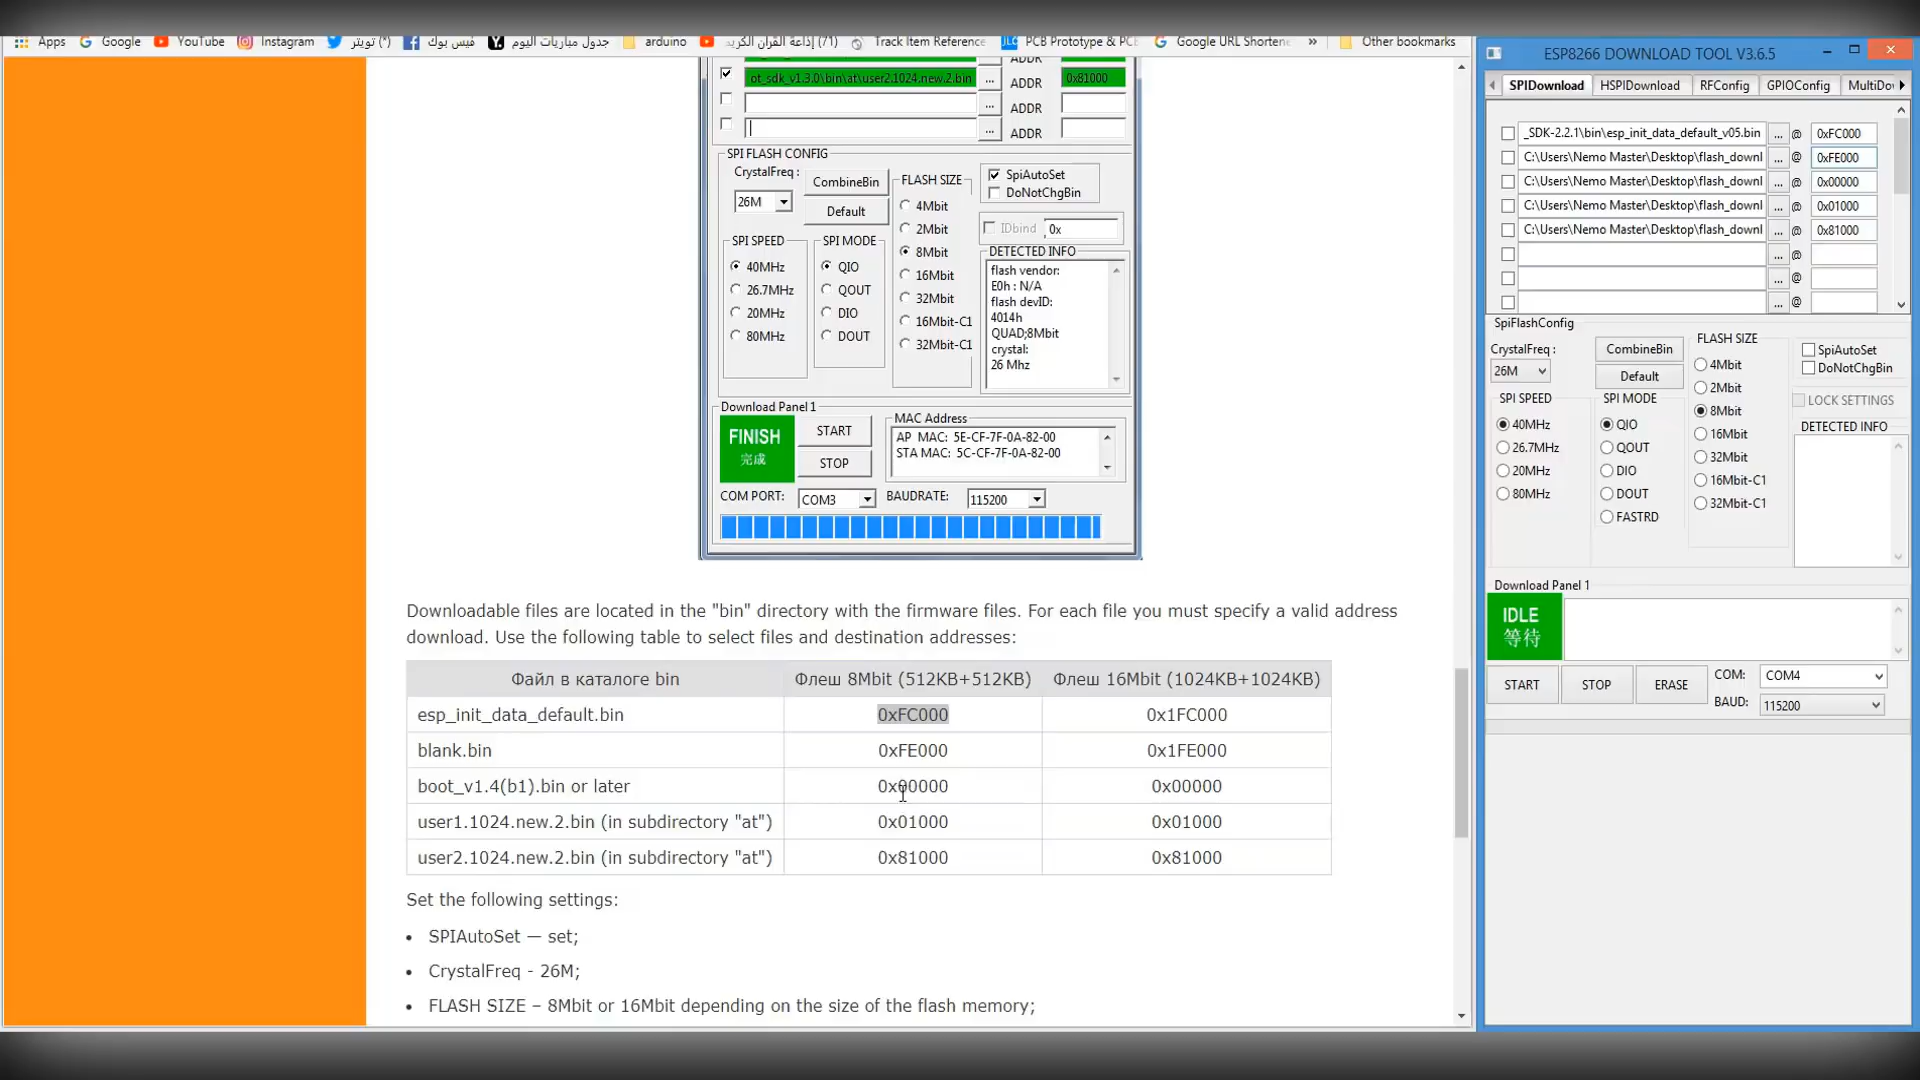 Apps Google YouTube Instagram (*) تويتر فيس بوك جدول مباريات اليوم arduino (71) إذاعة القرآن الكريم Track Item Reference PCB Prototype & PC Google URL Shortene » Other bookmarks
ot_sdk_v1.3.0\bin\at\user2.1024.new.2.bin ... ADDR 0x81000
... ADDR
... ADDR
SPI FLASH CONFIG
CrystalFreq :
26M
CombineBin
Default
SPI SPEED
40MHz
26.7MHz
20MHz
80MHz
SPI MODE
QIO
QOUT
DIO
DOUT
FLASH SIZE
4Mbit
2Mbit
8Mbit
16Mbit
32Mbit
16Mbit-C1
32Mbit-C1
SpiAutoSet
DoNotChgBin
IDbind 0x
DETECTED INFO
flash vendor:
E0h : N/A
flash devID:
4014h
QUAD;8Mbit
crystal:
26 Mhz
Download Panel 1
FINISH
完成
START
STOP
MAC Address
AP MAC: 5E-CF-7F-0A-82-00
STA MAC: 5C-CF-7F-0A-82-00
COM PORT: COM3 BAUDRATE: 115200
Downloadable files are located in the "bin" directory with the firmware files. For each file you must specify a valid address
download. Use the following table to select files and destination addresses:
Файл в каталоге bin Флеш 8Mbit (512KB+512KB) Флеш 16Mbit (1024KB+1024KB)
esp_init_data_default.bin 0xFC000 0x1FC000
blank.bin 0xFE000 0x1FE000
boot_v1.4(b1).bin or later 0x00000 0x00000
user1.1024.new.2.bin (in subdirectory "at") 0x01000 0x01000
user2.1024.new.2.bin (in subdirectory "at") 0x81000 0x81000
Set the following settings:
• SPIAutoSet — set;
• CrystalFreq - 26M;
• FLASH SIZE – 8Mbit or 16Mbit depending on the size of the flash memory;
ESP8266 DOWNLOAD TOOL V3.6.5
SPIDownload HSPIDownload RFConfig GPIOConfig MultiDo
_SDK-2.2.1\bin\esp_init_data_default_v05.bin ... @ 0xFC000
C:\Users\Nemo Master\Desktop\flash_downl ... @ 0xFE000
C:\Users\Nemo Master\Desktop\flash_downl ... @ 0x00000
C:\Users\Nemo Master\Desktop\flash_downl ... @ 0x01000
C:\Users\Nemo Master\Desktop\flash_downl ... @ 0x81000
... @
... @
... @
SpiFlashConfig
CrystalFreq :
26M
CombineBin
Default
SPI SPEED
40MHz
26.7MHz
20MHz
80MHz
SPI MODE
QIO
QOUT
DIO
DOUT
FASTRD
FLASH SIZE
4Mbit
2Mbit
8Mbit
16Mbit
32Mbit
16Mbit-C1
32Mbit-C1
SpiAutoSet
DoNotChgBin
LOCK SETTINGS
DETECTED INFO
Download Panel 1
IDLE
等待
START STOP ERASE
COM: COM4
BAUD: 115200